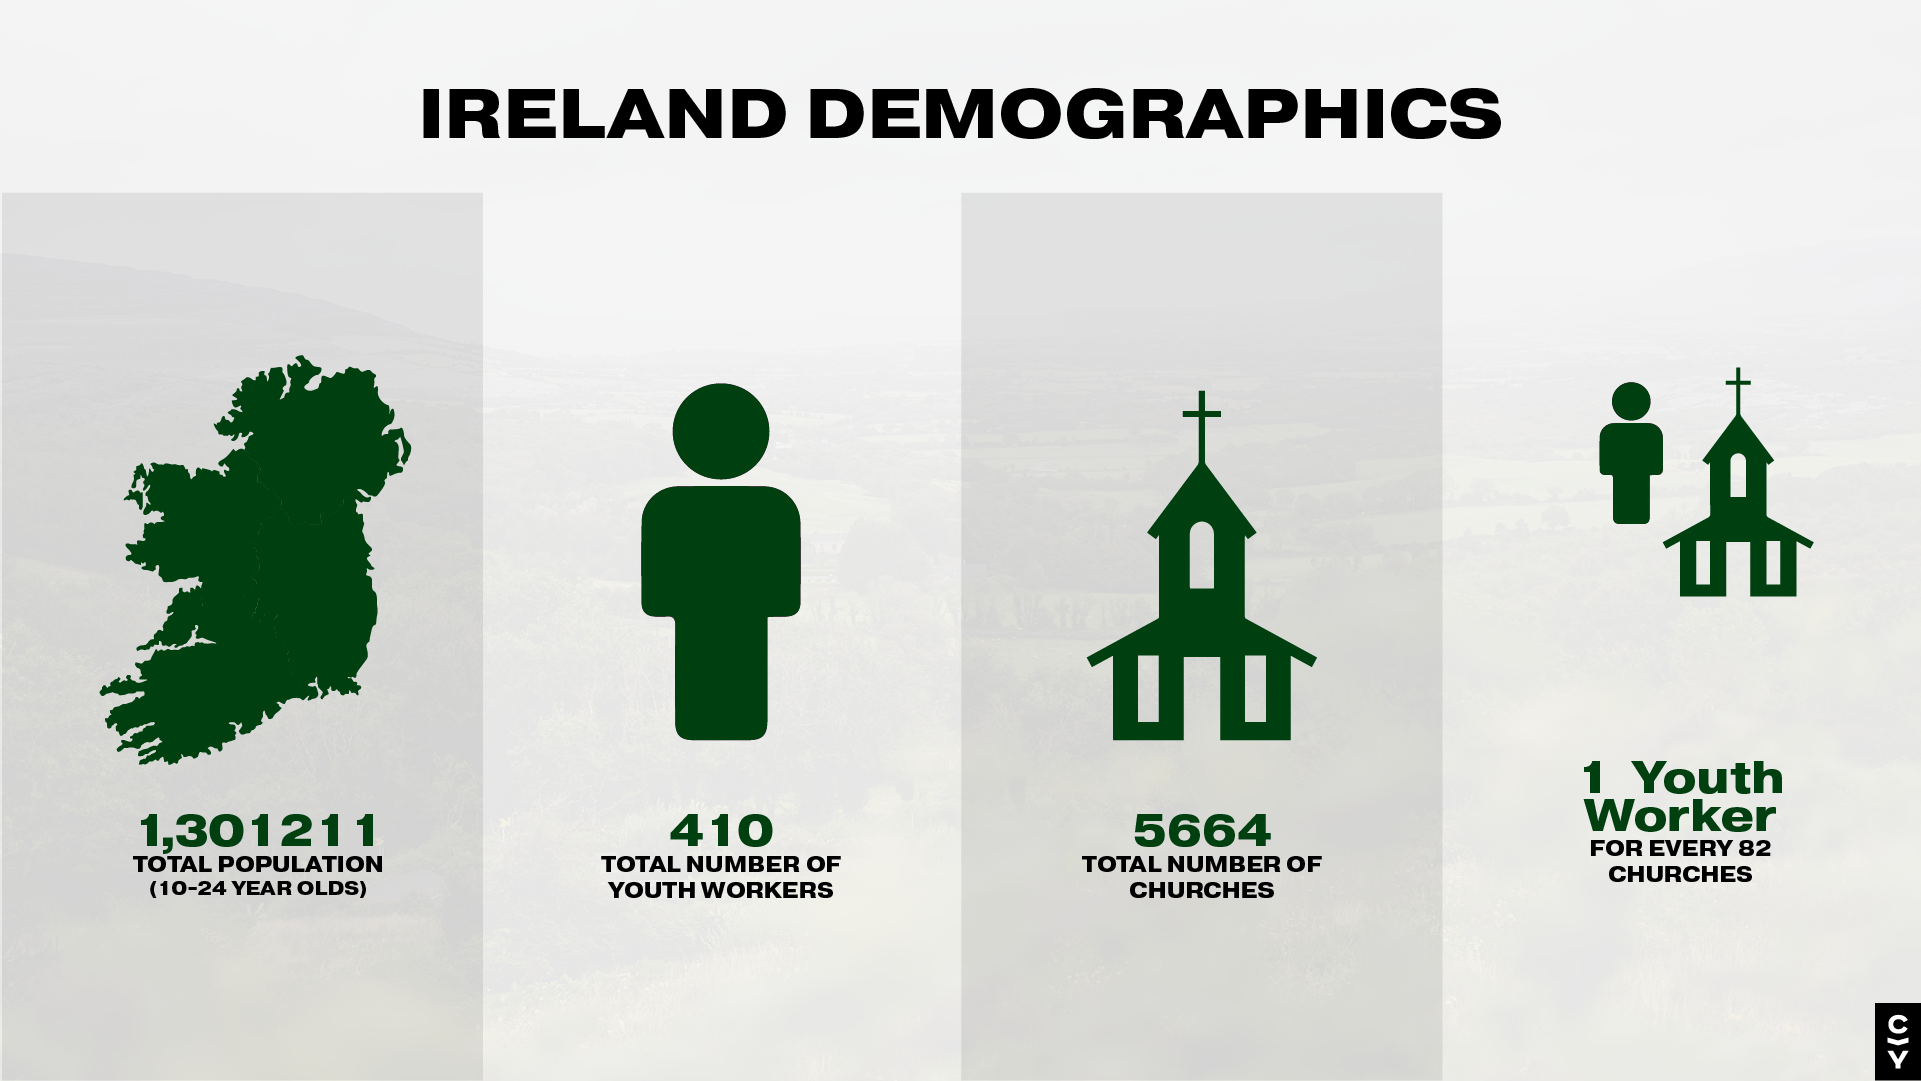 IRELAND DEMOGRAPHICS
1,301211
TOTAL POPULATION
(10-24 YEAR OLDS)
410
TOTAL NUMBER OF
YOUTH WORKERS
5664
TOTAL NUMBER OF
CHURCHES
1 Youth
Worker
FOR EVERY 82
CHURCHES
C
Y